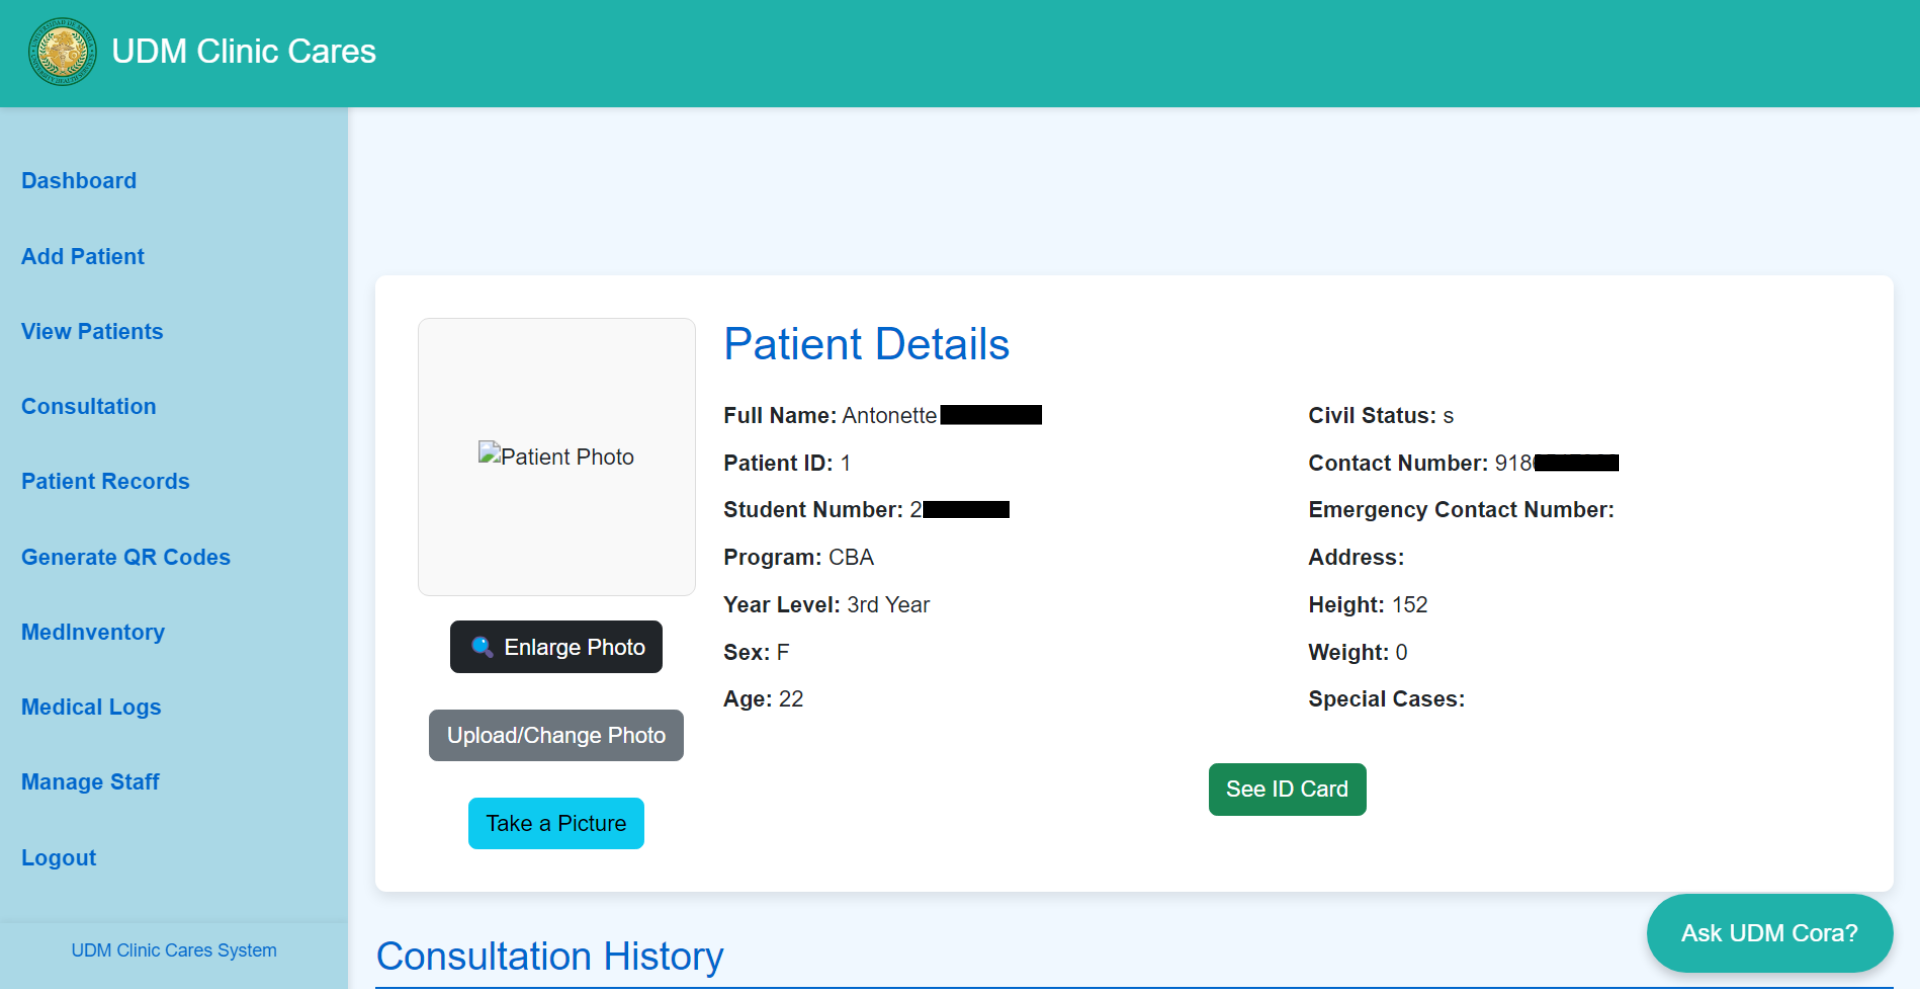 UDM Clinic Cares
Dashboard
Add Patient
View Patients
Consultation
Patient Records
Generate QR Codes
MedInventory
Medical Logs
Manage Staff
Logout
UDM Clinic Cares System
Patient Photo
Enlarge Photo
Upload/Change Photo
Take a Picture
Patient Details
Full Name: Antonette
Patient ID: 1
Student Number: 2
Program: CBA
Year Level: 3rd Year
Sex: F
Age: 22
Civil Status: s
Contact Number: 918
Emergency Contact Number:
Address:
Height: 152
Weight: 0
Special Cases:
See ID Card
Consultation History
Ask UDM Cora?